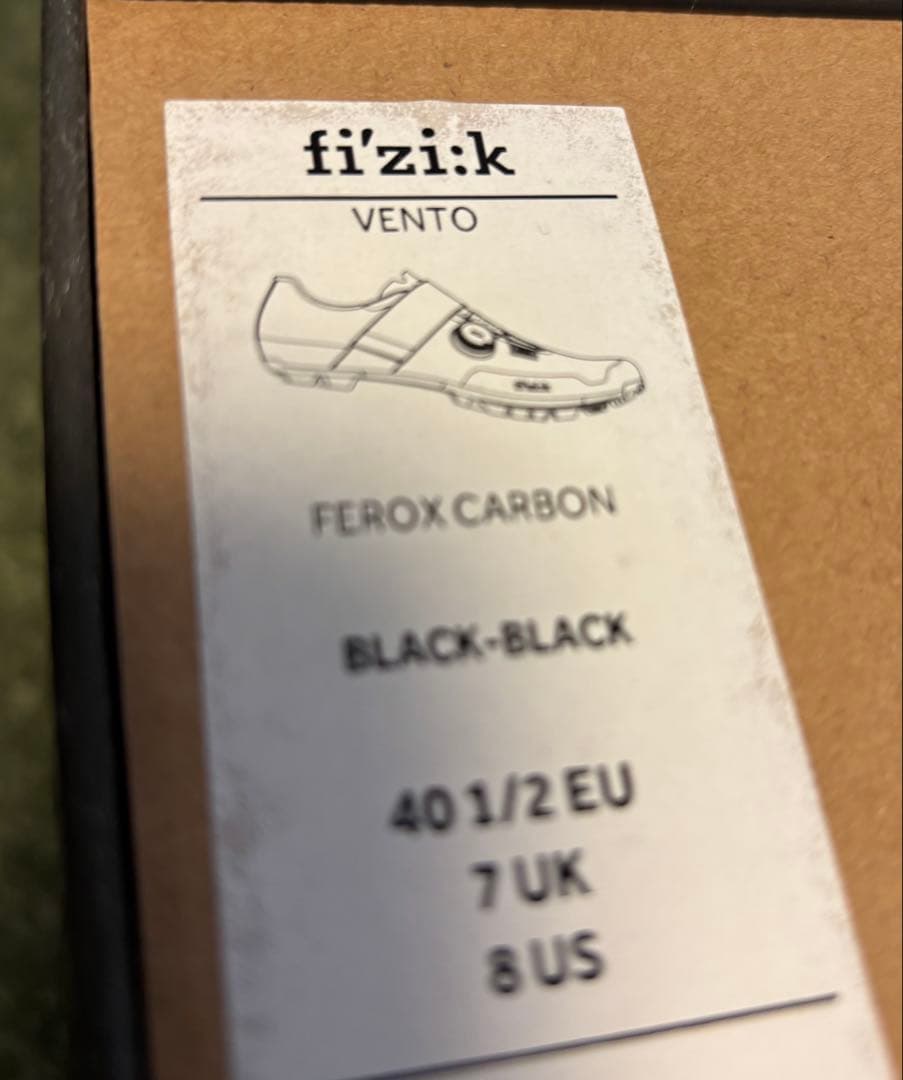 fi'zi:k
VENTO
FEROX CARBON
BLACK-BLACK
40 1/2 EU
7 UK
8 US